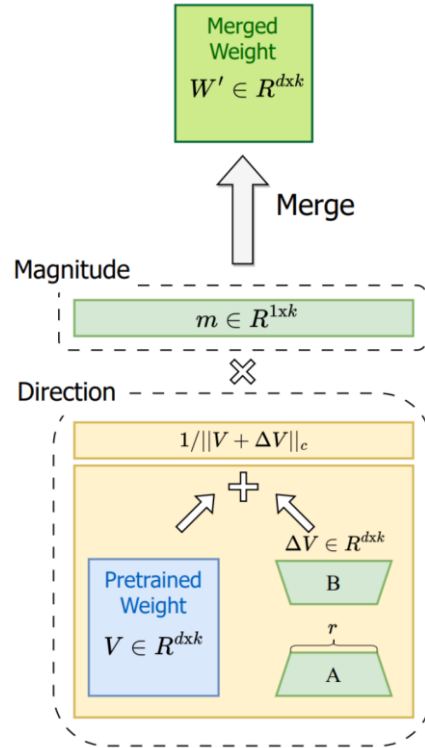 Merged
Weight
W′ ∈ R^{dxk}
Merge
Magnitude
m ∈ R^{1xk}
Direction
1/||V + ΔV||_c
ΔV ∈ R^{dxk}
Pretrained
Weight
V ∈ R^{dxk}
B
r
A